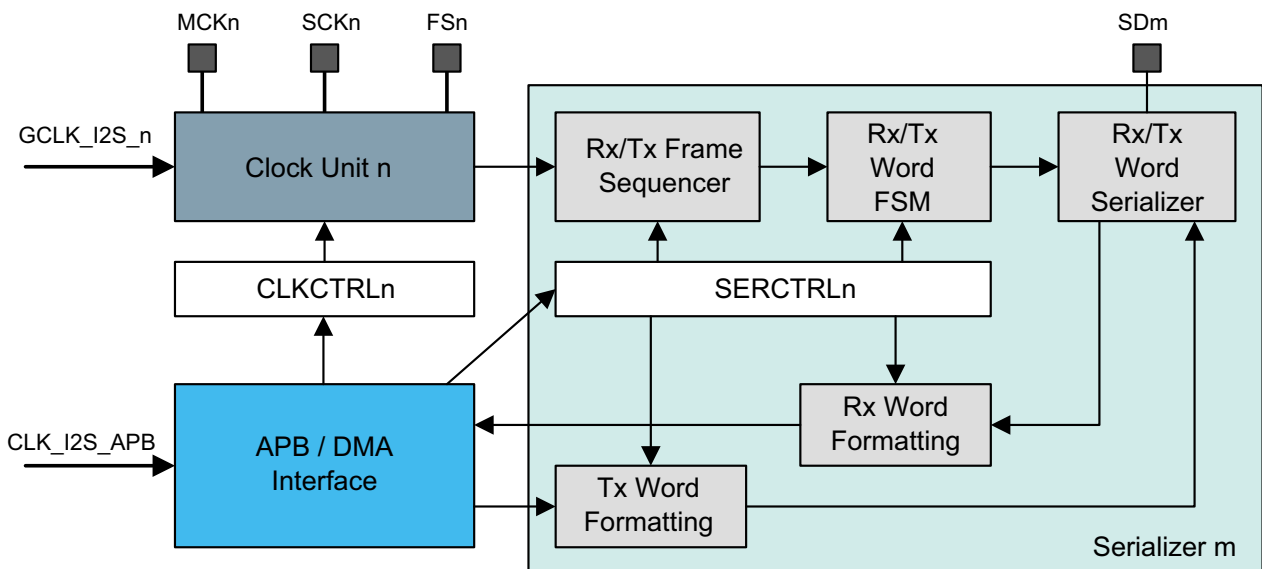 MCKn
SCKn
FSn
SDm
GCLK_I2S_n
Clock Unit n
Rx/Tx Frame
Sequencer
Rx/Tx
Word
FSM
Rx/Tx
Word
Serializer
CLKCTRLn
SERCTRLn
CLK_I2S_APB
APB / DMA
Interface
Rx Word
Formatting
Tx Word
Formatting
Serializer m